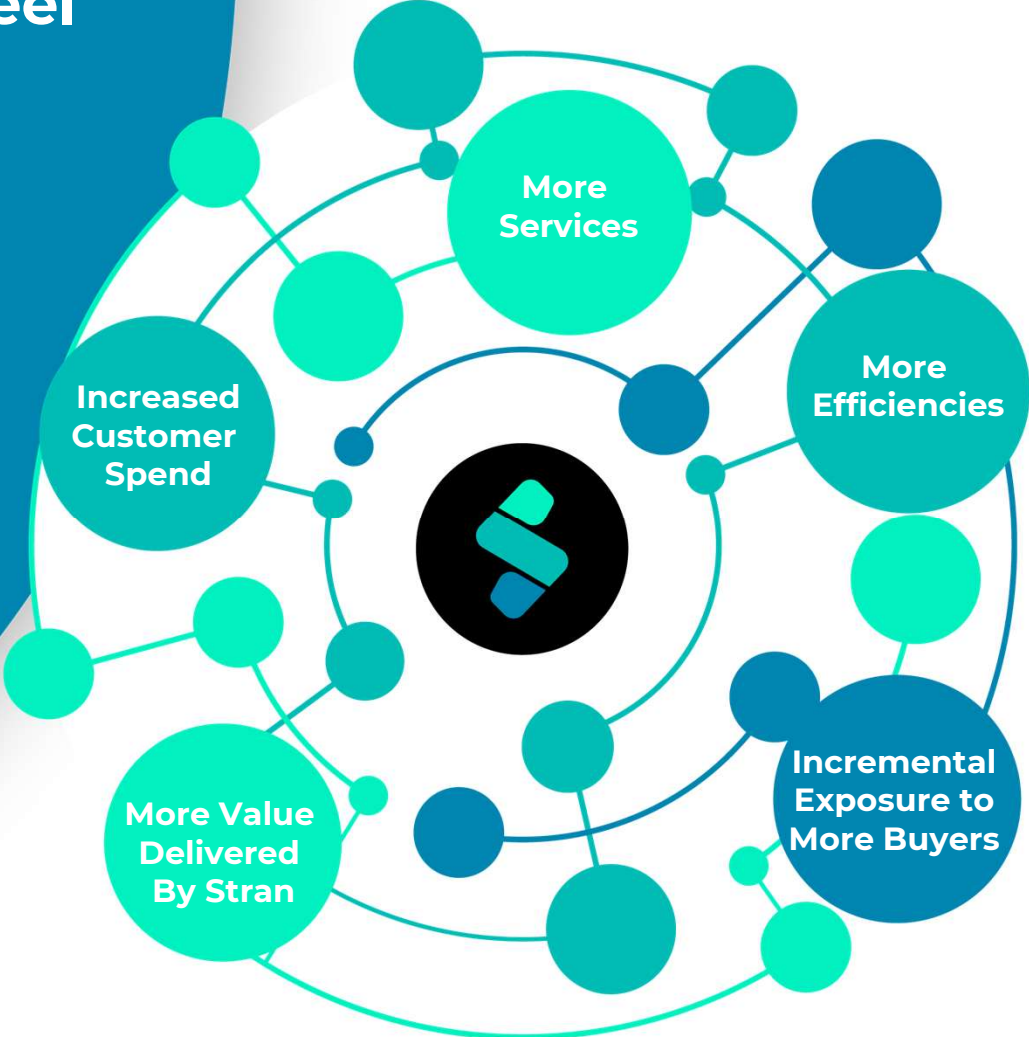 More
Services
More
Efficiencies
Increased
Customer
Spend
Incremental
Exposure to
More Buyers
More Value
Delivered
By Stran